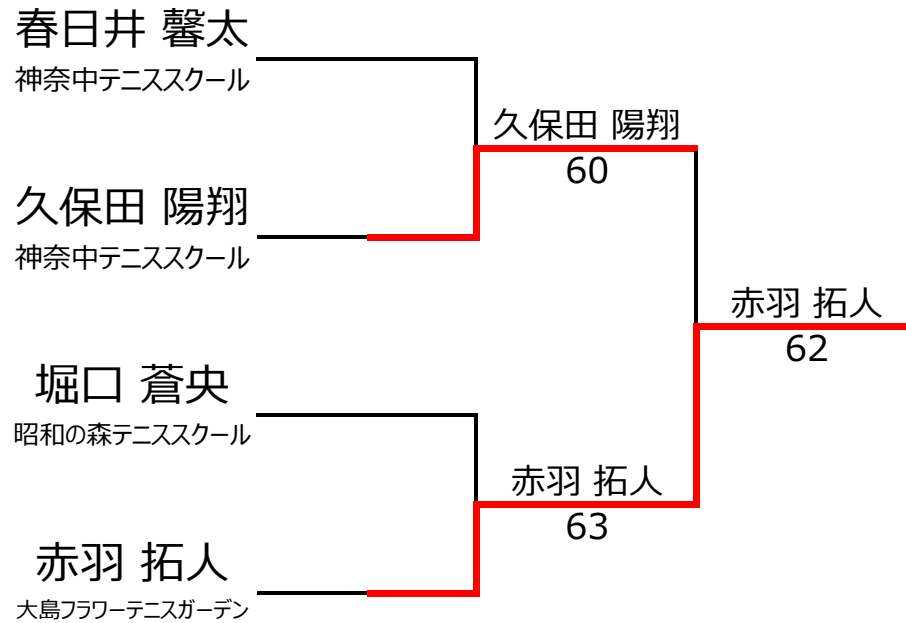 春日井 馨太
神奈中テニススクール
久保田 陽翔
60
久保田 陽翔
神奈中テニススクール
赤羽 拓人
62
堀口 蒼央
昭和の森テニススクール
赤羽 拓人
63
赤羽 拓人
大島フラワーテニスガーデン